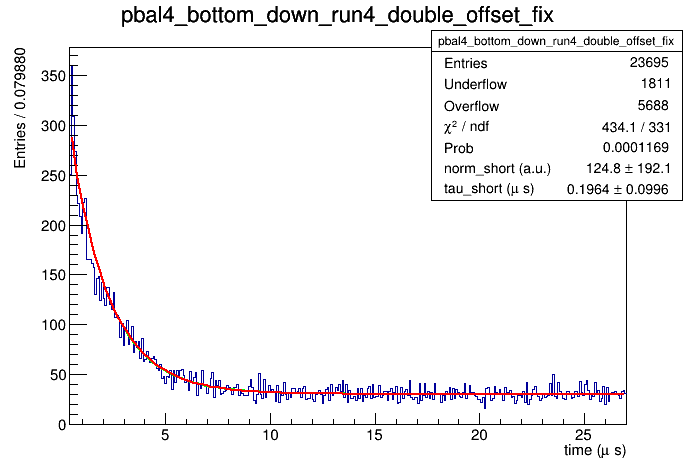 pbal4_bottom_down_run4_double_offset_fix
pbal4_bottom_down_run4_double_offset_fix
Entries 23695
Underflow 1811
Overflow 5688
χ² / ndf 434.1 / 331
Prob 0.0001169
norm_short (a.u.) 124.8 ± 192.1
tau_short (μ s) 0.1964 ± 0.0996
Entries / 0.079880
350
300
250
200
150
100
50
0
5 10 15 20 25
time (μ s)